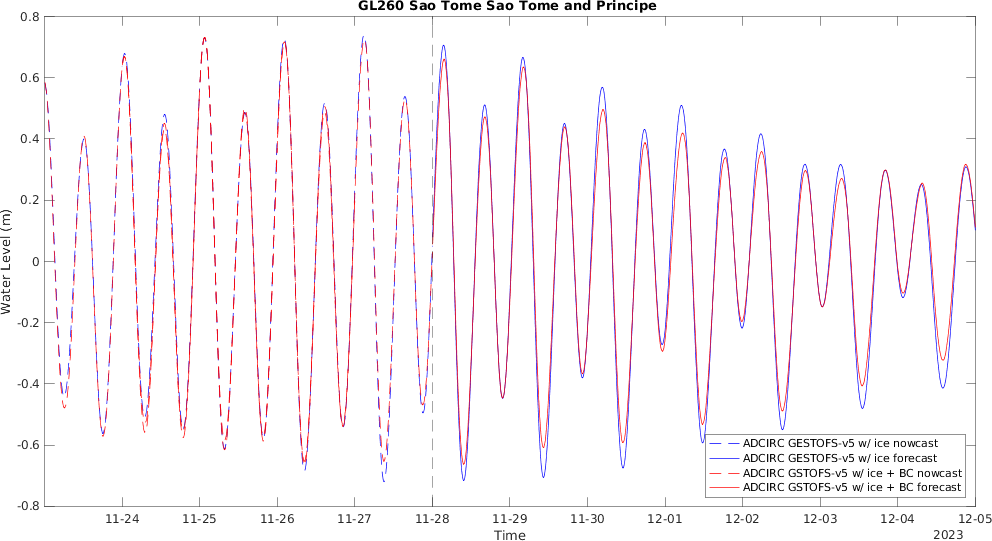 GL260 Sao Tome Sao Tome and Principe
0.8
0.6
0.4
0.2
0
-0.2
-0.4
-0.6
-0.8
Water Level (m)
ADCIRC GESTOFS-v5 w/ ice nowcast
ADCIRC GESTOFS-v5 w/ ice forecast
ADCIRC GSTOFS-v5 w/ ice + BC nowcast
ADCIRC GSTOFS-v5 w/ ice + BC forecast
11-24 11-25 11-26 11-27 11-28 11-29 11-30 12-01 12-02 12-03 12-04 12-05
Time
2023